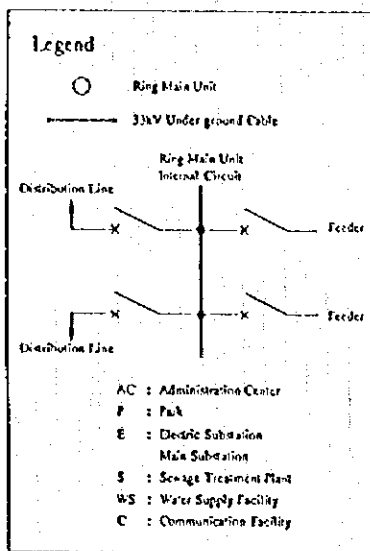 Legend
Ring Main Unit
33kV Under ground Cable
Ring Main Unit
Internal Circuit
Distribution Line
Feeder
Feeder
Distribution Line
AC : Administration Center
P : Park
E : Electric Substation
Main Substation
S : Sewage Treatment Plant
WS : Water Supply Facility
C : Communication Facility